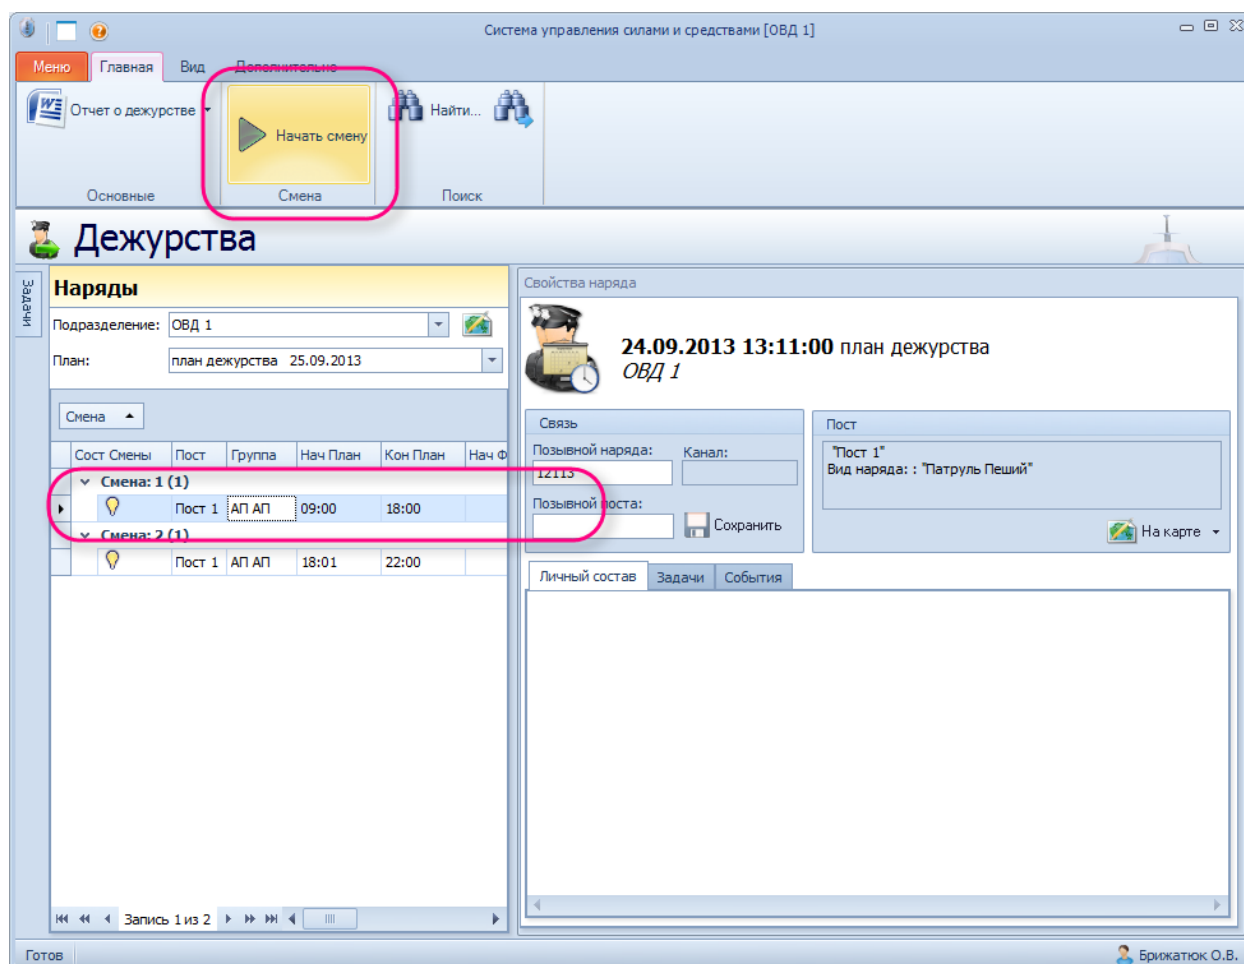 Система управления силами и средствами [ОВД 1]
Меню Главная Вид Дополнительно
Отчет о дежурстве
Начать смену
Найти...
Основные Смена Поиск
Дежурства
Задачи
Наряды
Подразделение: ОВД 1
План: план дежурства 25.09.2013
Смена
Сост Смены Пост Группа Нач План Кон План Нач Ф
Смена: 1 (1)
Пост 1 АП АП 09:00 18:00
Смена: 2 (1)
Пост 1 АП АП 18:01 22:00
Запись 1 из 2
Свойства наряда
24.09.2013 13:11:00 план дежурства
ОВД 1
Связь
Позывной наряда: Канал:
12113
Позывной поста:
Сохранить
Пост
"Пост 1"
Вид наряда: : "Патруль Пеший"
На карте
Личный состав Задачи События
Готов
Брижатюк О.В.